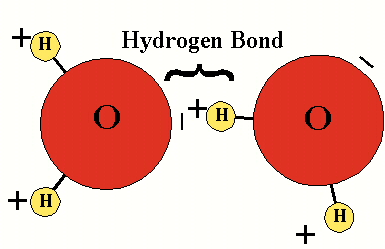 Hydrogen Bond
+ H
O
− + H
O
−
+ H
H
+